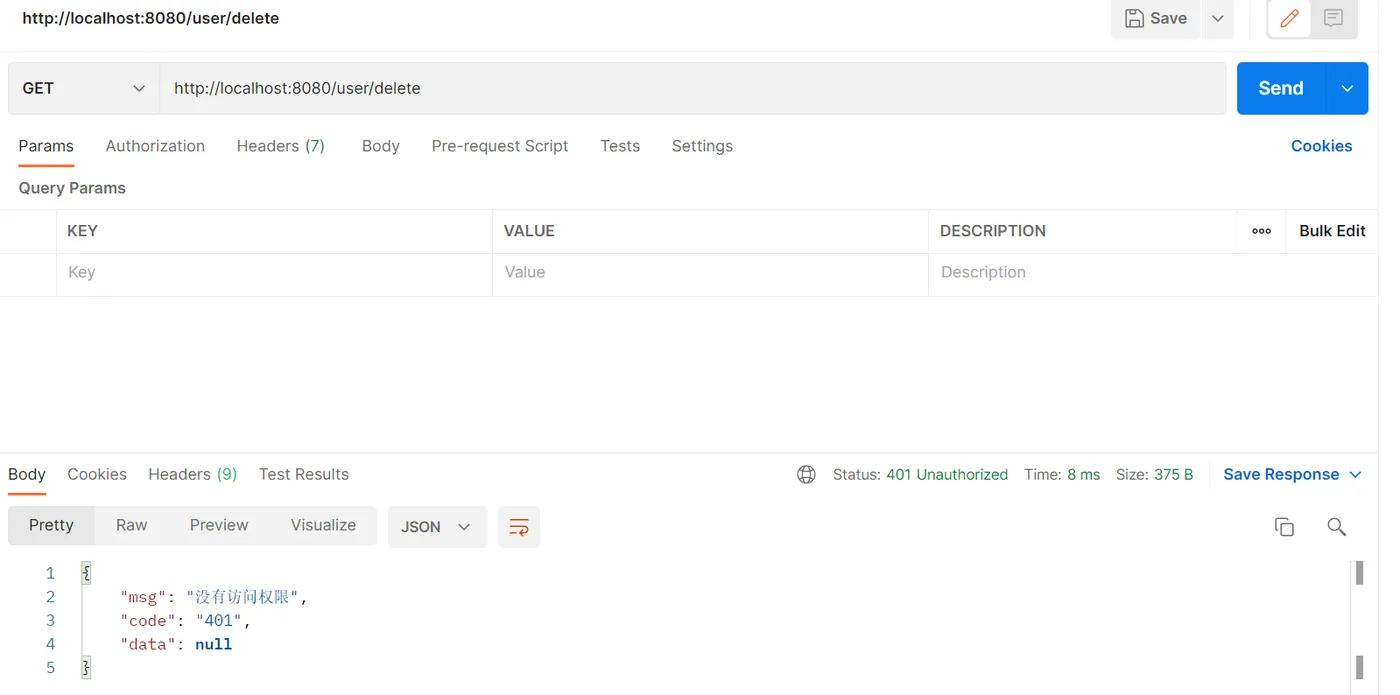 http://localhost:8080/user/delete
Save
GET http://localhost:8080/user/delete Send
Params Authorization Headers (7) Body Pre-request Script Tests Settings Cookies
Query Params
KEY VALUE DESCRIPTION ooo Bulk Edit
Key Value Description
Body Cookies Headers (9) Test Results Status: 401 Unauthorized Time: 8 ms Size: 375 B Save Response
Pretty Raw Preview Visualize JSON
1 {
2 "msg": "没有访问权限",
3 "code": "401",
4 "data": null
5 }